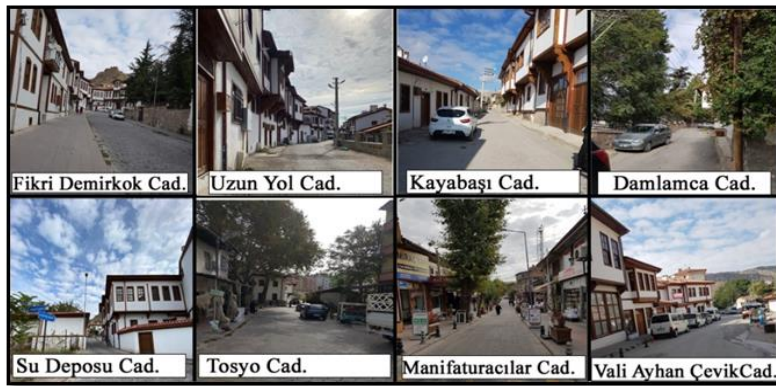 Fikri Demirkok Cad.
Uzun Yol Cad.
Kayabaşı Cad.
Damlamca Cad.
Su Deposu Cad.
Tosyo Cad.
Manifaturacılar Cad.
Vali Ayhan ÇevikCad.